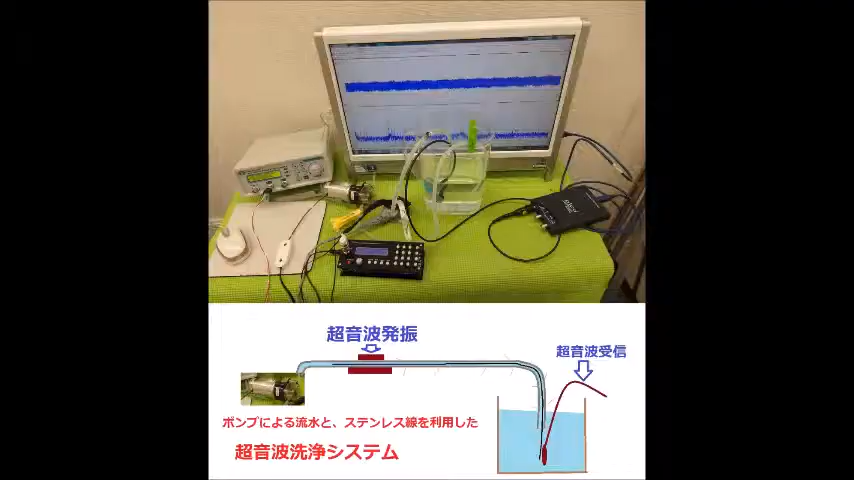 超音波発振
超音波受信
ポンプによる流水と、ステンレス線を利用した
超音波洗浄システム